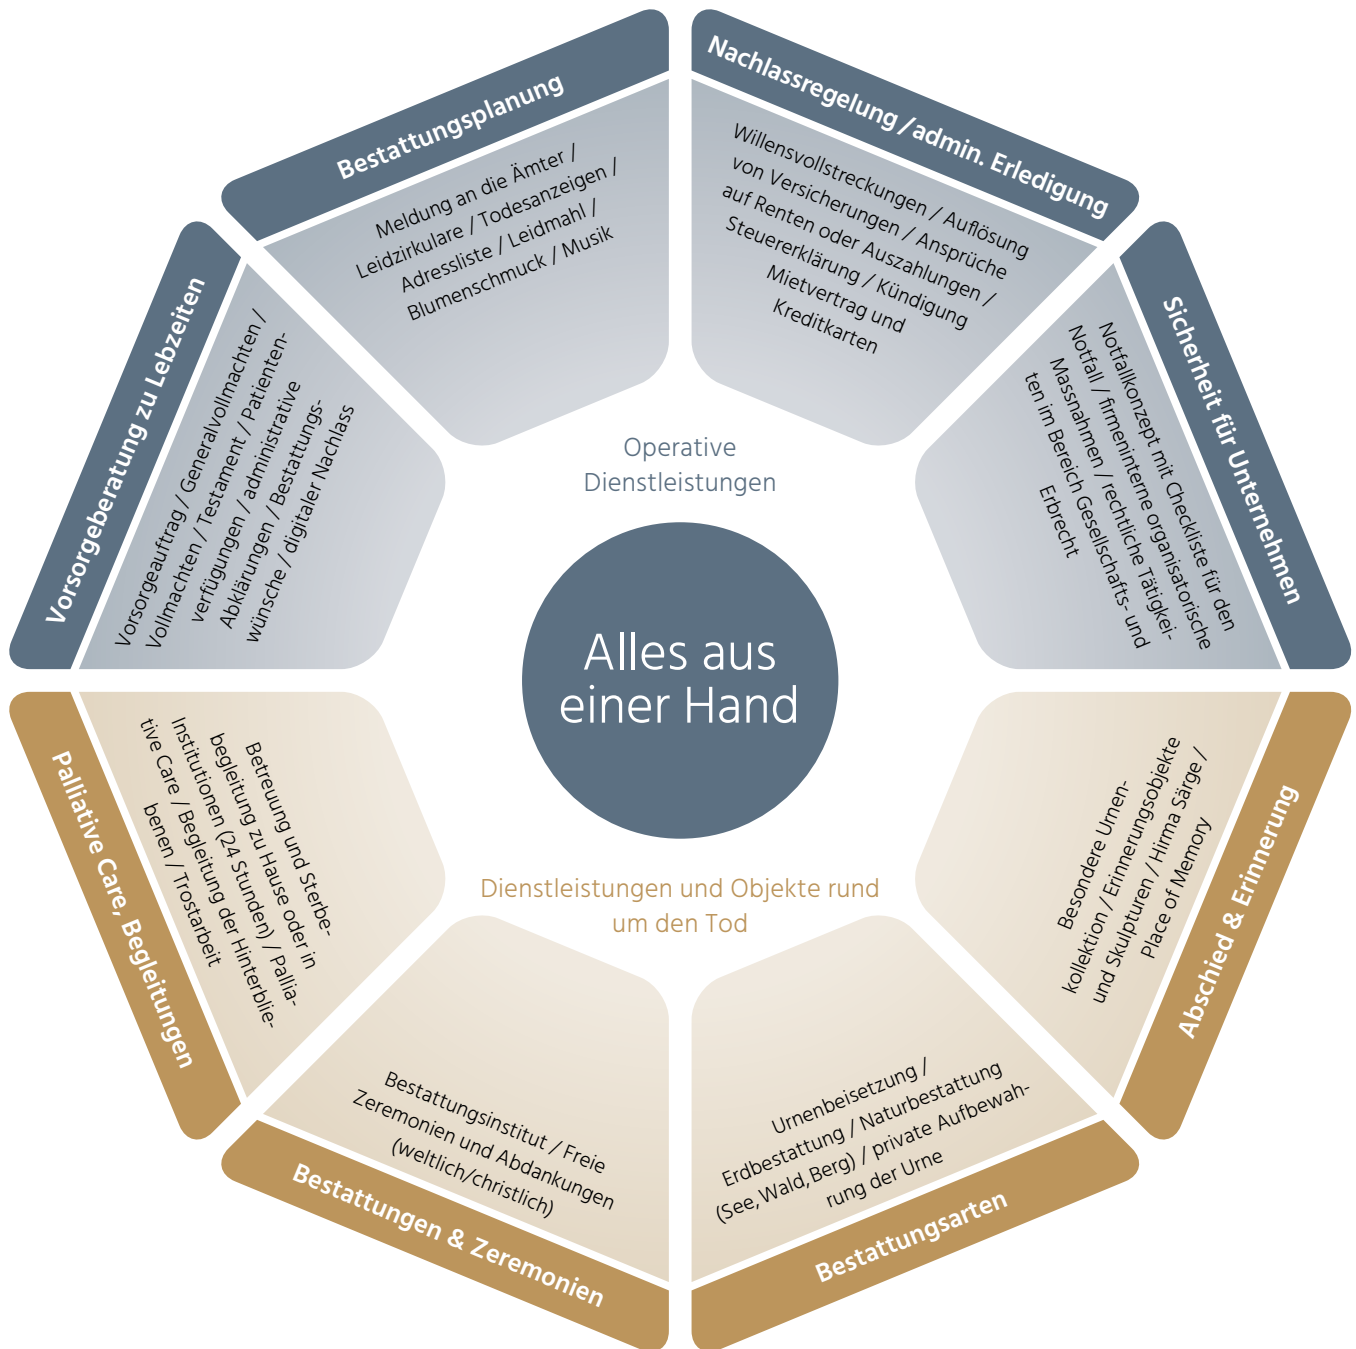 Bestattungsplanung
Meldung an die Ämter /
Leidzirkulare / Todesanzeigen /
Adressliste / Leidmahl /
Blumenschmuck / Musik
Nachlassregelung / admin. Erledigung
Willensvollstreckungen / Auflösung
von Versicherungen / Ansprüche
auf Renten oder Auszahlungen /
Steuererklärung / Kündigung
Mietvertrag und
Kreditkarten
Sicherheit für Unternehmen
Notfallkonzept mit Checkliste für den
Notfall / firmeninterne organisatorische
Massnahmen / rechtliche Tätigkei-
ten im Bereich Gesellschafts- und
Erbrecht
Vorsorgeberatung zu Lebzeiten
Vorsorgeauftrag / Generalvollmachten /
Vollmachten / Testament / Patienten-
verfügungen / administrative
Abklärungen / Bestattungs-
wünsche / digitaler Nachlass
Operative
Dienstleistungen
Alles aus
einer Hand
Dienstleistungen und Objekte rund
um den Tod
Palliative Care, Begleitungen
Betreuung und Sterbe-
begleitung zu Hause oder in
Institutionen (24 Stunden) / Pallia-
tive Care / Begleitung der Hinterblie-
benen / Trostarbeit
Abschied & Erinnerung
Besondere Urnen-
kollektion / Erinnerungsobjekte
und Skulpturen / Hirma Särge /
Place of Memory
Bestattungsinstitut / Freie
Zeremonien und Abdankungen
(weltlich/christlich)
Bestattungen & Zeremonien
Urnenbeisetzung /
Erdbestattung / Naturbestattung
(See, Wald, Berg) / private Aufbewah-
rung der Urne
Bestattungsarten